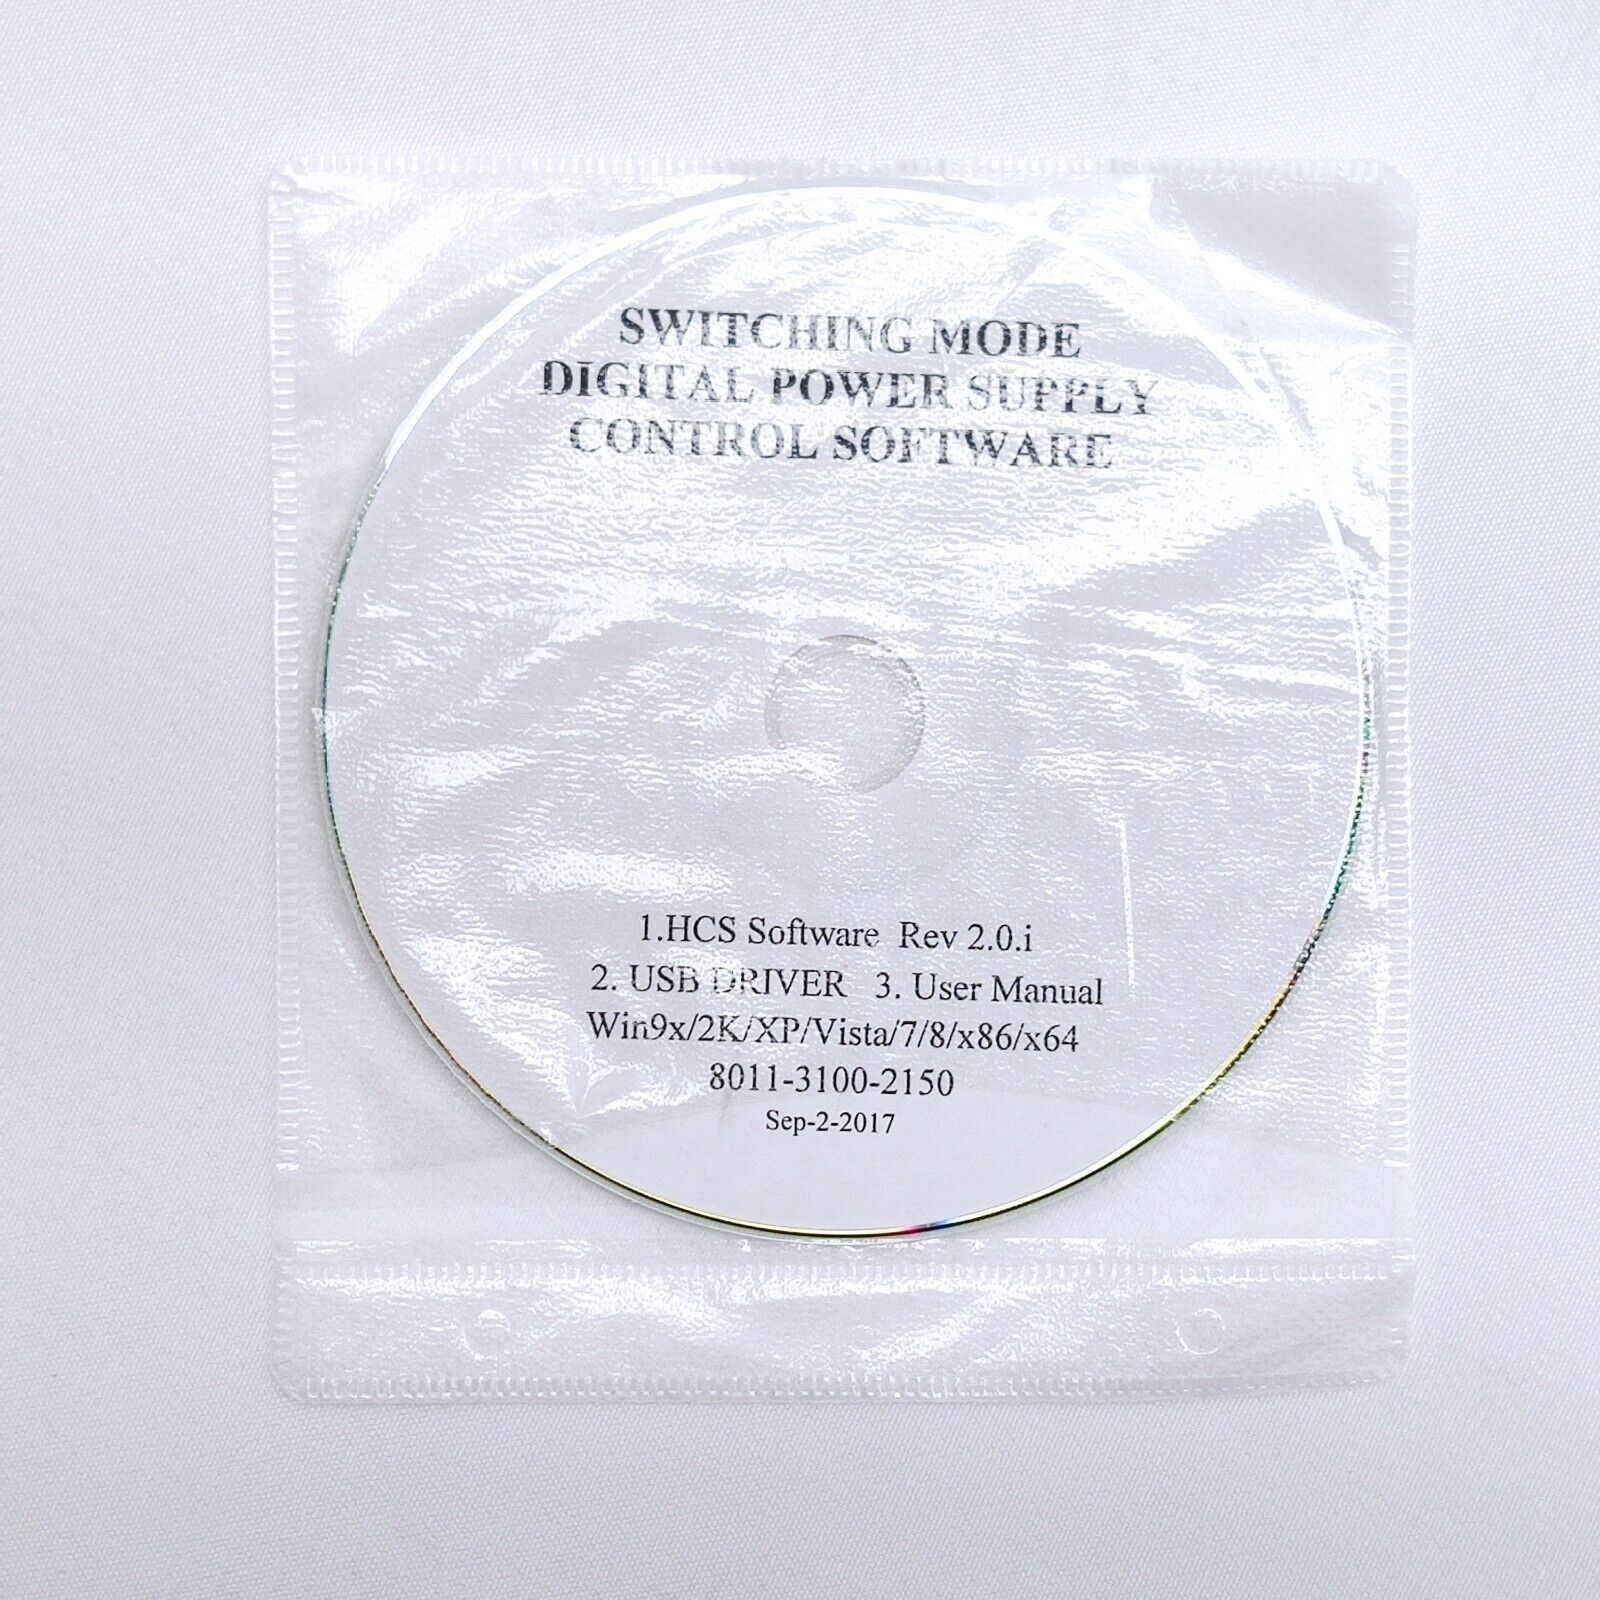 SWITCHING MODE
DIGITAL POWER SUPPLY
CONTROL SOFTWARE
1.HCS Software Rev 2.0.i
2. USB DRIVER 3. User Manual
Win9x/2K/XP/Vista/7/8/x86/x64
8011-3100-2150
Sep-2-2017